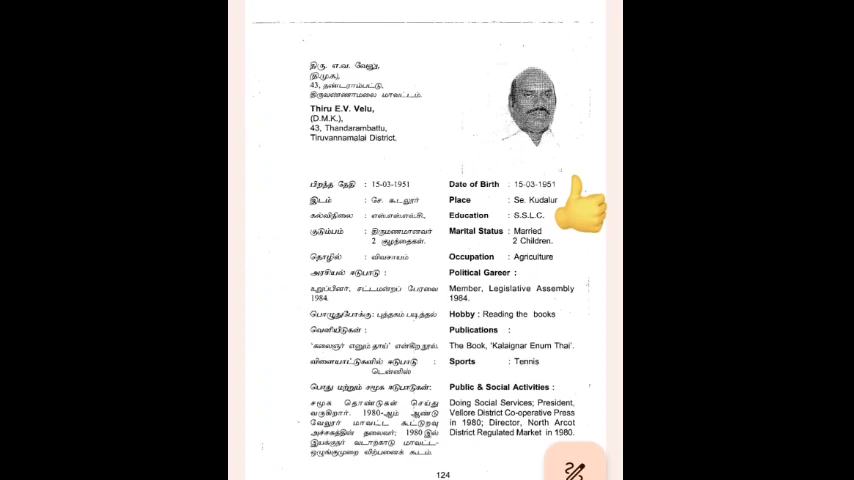 திரு. எ.வ. வேலு,
(தி.மு.க),
43, தண்டராம்பட்டு,
திருவண்ணாமலை மாவட்டம்.
Thiru E.V. Velu,
(D.M.K.),
43, Thandarambattu,
Tiruvannamalai District.
பிறந்த தேதி : 15-03-1951
இடம் : சே. கூடலூர்
கல்விநிலை : எஸ்எஸ்எல்சி.
குடும்பம் : திருமணமானவர்
2 குழந்தைகள்.
தொழில் : விவசாயம்
அரசியல் ஈடுபாடு :
உறுப்பினர், சட்டமன்றப் பேரவை
1984.
பொழுதுபோக்கு: புத்தகம் படித்தல்
வெளியீடுகள் :
'கலைஞர் எனும் தாய்' என்கிற நூல்.
விளையாட்டுகளில் ஈடுபாடு :
டென்னிஸ்
பொது மற்றும் சமூக ஈடுபாடுகள்:
சமூக தொண்டுகள் செய்து
வருகிறார். 1980-ஆம் ஆண்டு
வேலூர் மாவட்ட கூட்டுறவு
அச்சகத்தின் தலைவர்; 1980 இல்
இயக்குநர் வடாற்காடு மாவட்ட-
ஒழுங்குமுறை விற்பனைக் கூடம்.
Date of Birth : 15-03-1951
Place : Se. Kudalur
Education : S.S.L.C.
Marital Status : Married
2 Children.
Occupation : Agriculture
Political Career :
Member, Legislative Assembly
1984.
Hobby : Reading the books
Publications :
The Book, 'Kalaignar Enum Thai'.
Sports : Tennis
Public & Social Activities :
Doing Social Services; President,
Vellore District Co-operative Press
in 1980; Director, North Arcot
District Regulated Market in 1980.
124